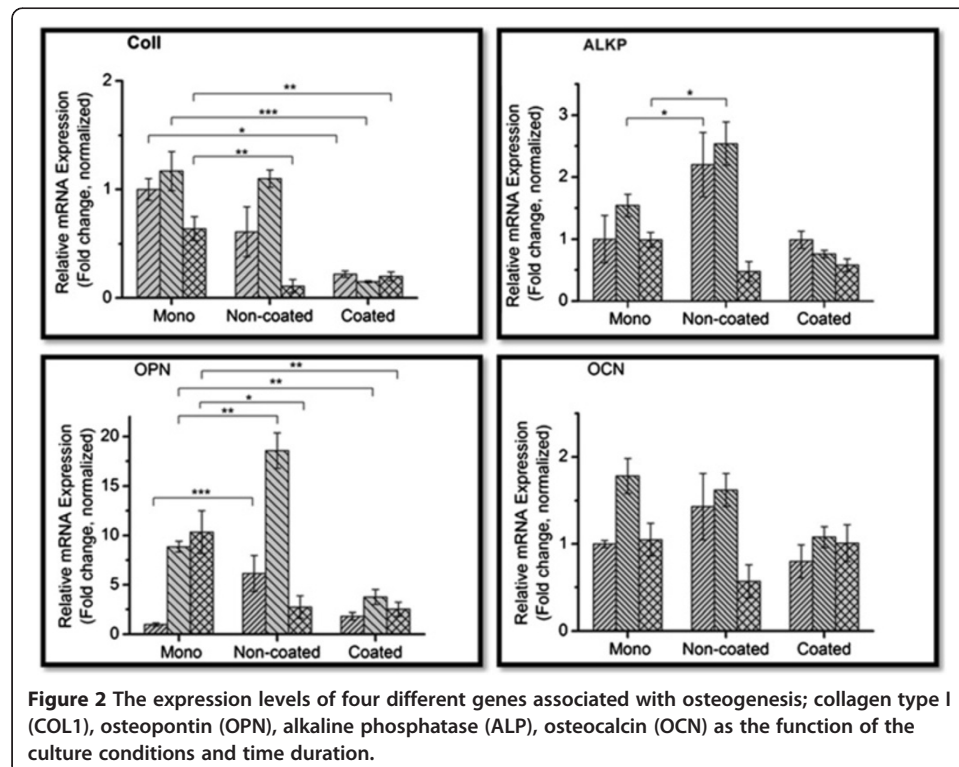 ColI
**
***
*
**
2
1
0
Relative mRNA Expression
(Fold change, normalized)
Mono Non-coated Coated
ALKP
*
*
3
2
1
0
Relative mRNA Expression
(Fold change, normalized)
Mono Non-coated Coated
OPN
**
**
*
**
***
20
15
10
5
0
Relative mRNA Expression
(Fold change, normalized)
Mono Non-coated Coated
OCN
2
1
0
Relative mRNA Expression
(Fold change, normalized)
Mono Non-coated Coated
Figure 2 The expression levels of four different genes associated with osteogenesis; collagen type I
(COL1), osteopontin (OPN), alkaline phosphatase (ALP), osteocalcin (OCN) as the function of the
culture conditions and time duration.